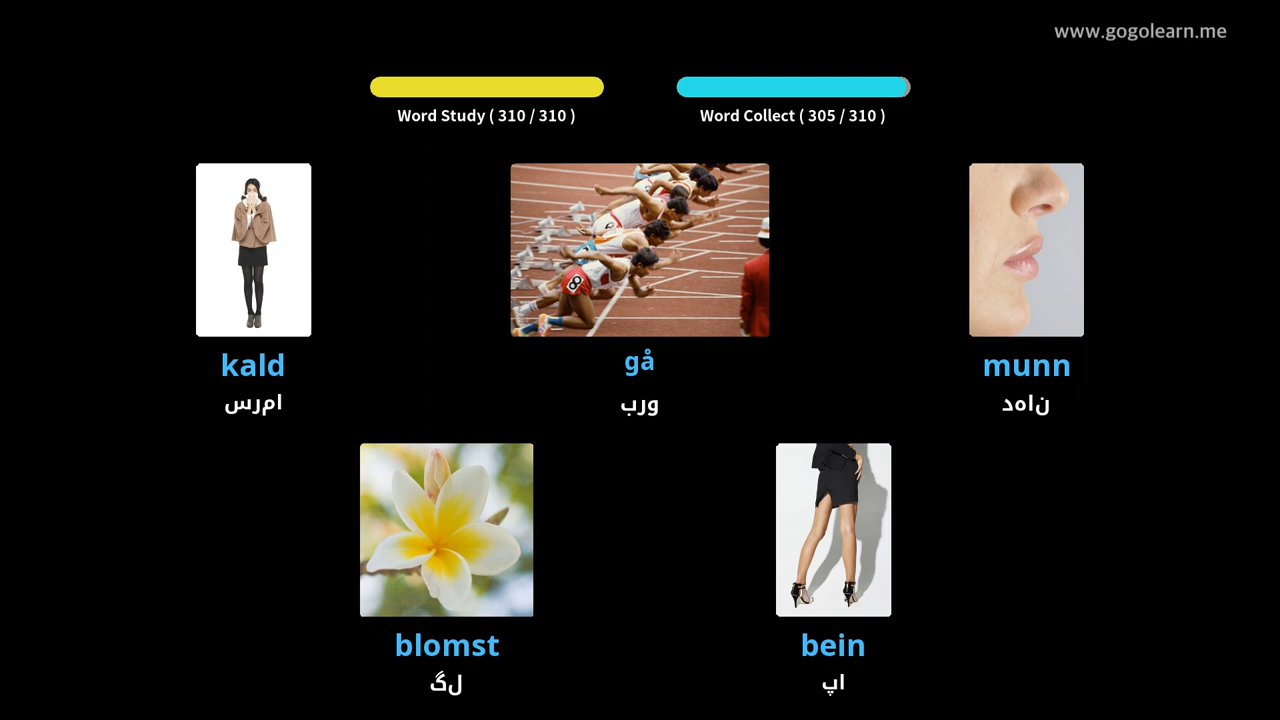 www.gogolearn.me
Word Study ( 310 / 310 )
Word Collect ( 305 / 310 )
kald
امرس
gå
ورب
munn
ناهد
blomst
لگ
bein
اپ